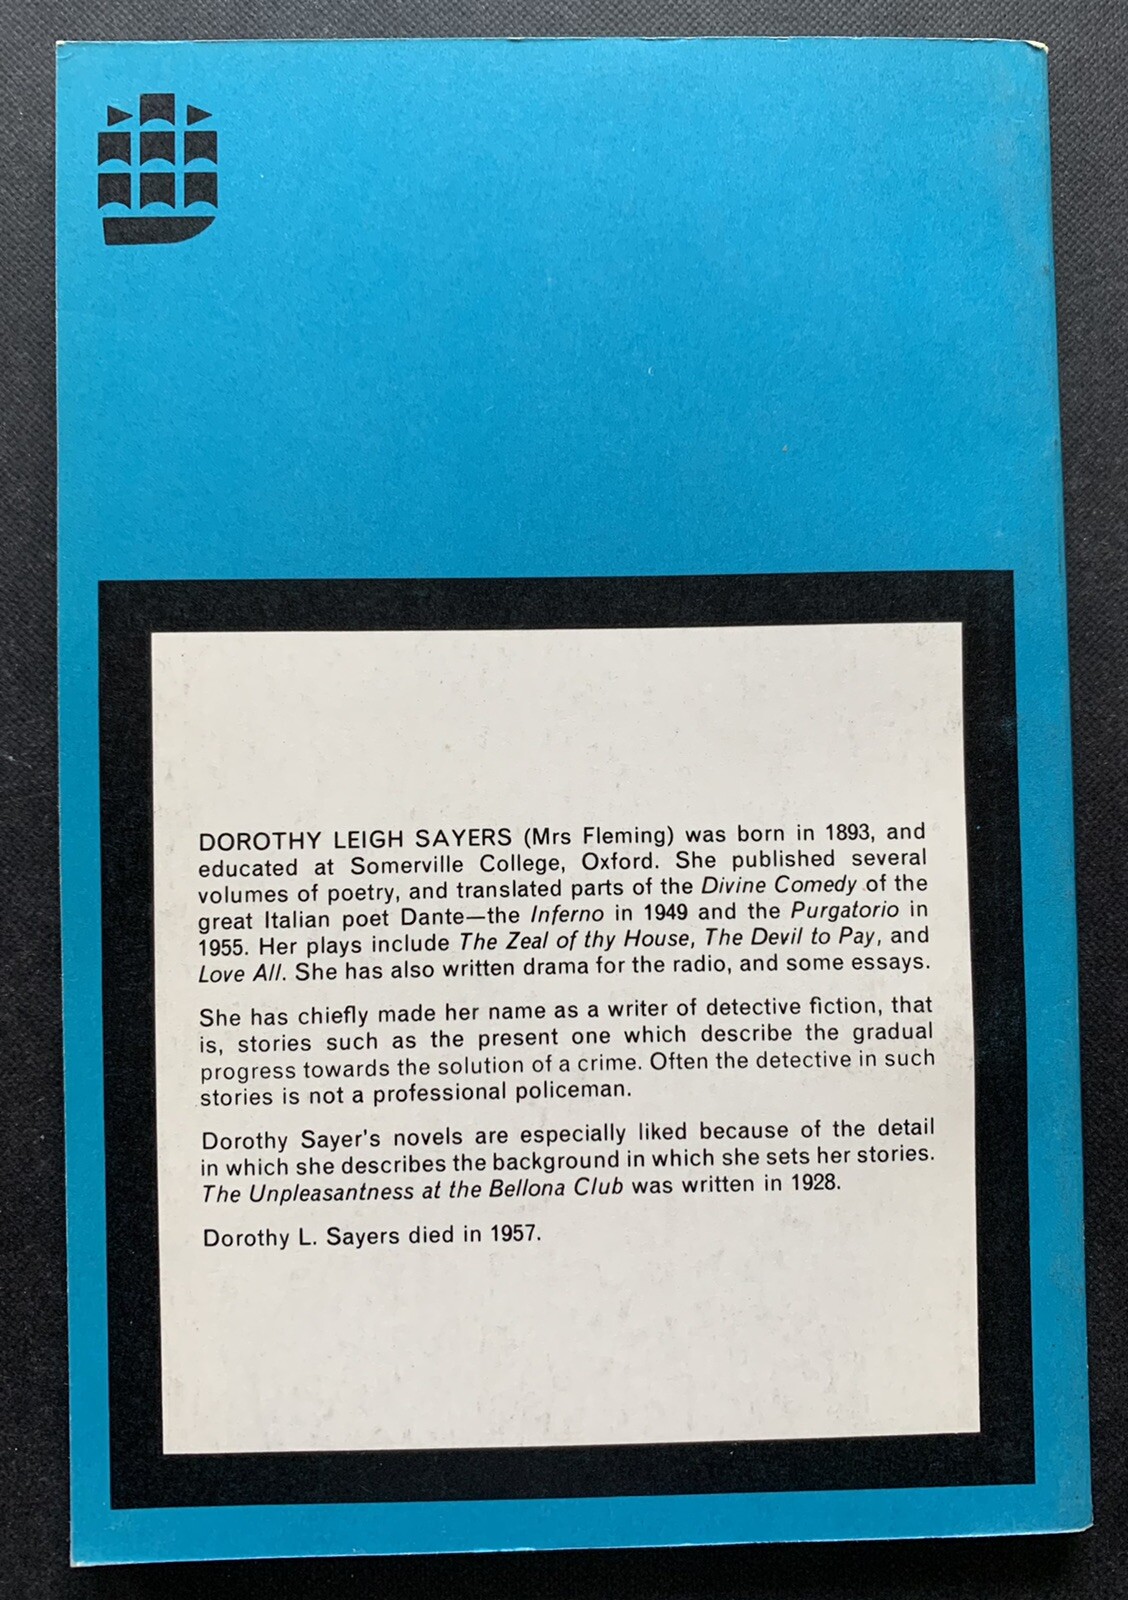 DOROTHY LEIGH SAYERS (Mrs Fleming) was born in 1893, and
educated at Somerville College, Oxford. She published several
volumes of poetry, and translated parts of the Divine Comedy of the
great Italian poet Dante—the Inferno in 1949 and the Purgatorio in
1955. Her plays include The Zeal of thy House, The Devil to Pay, and
Love All. She has also written drama for the radio, and some essays.
She has chiefly made her name as a writer of detective fiction, that
is, stories such as the present one which describe the gradual
progress towards the solution of a crime. Often the detective in such
stories is not a professional policeman.
Dorothy Sayer's novels are especially liked because of the detail
in which she describes the background in which she sets her stories.
The Unpleasantness at the Bellona Club was written in 1928.
Dorothy L. Sayers died in 1957.